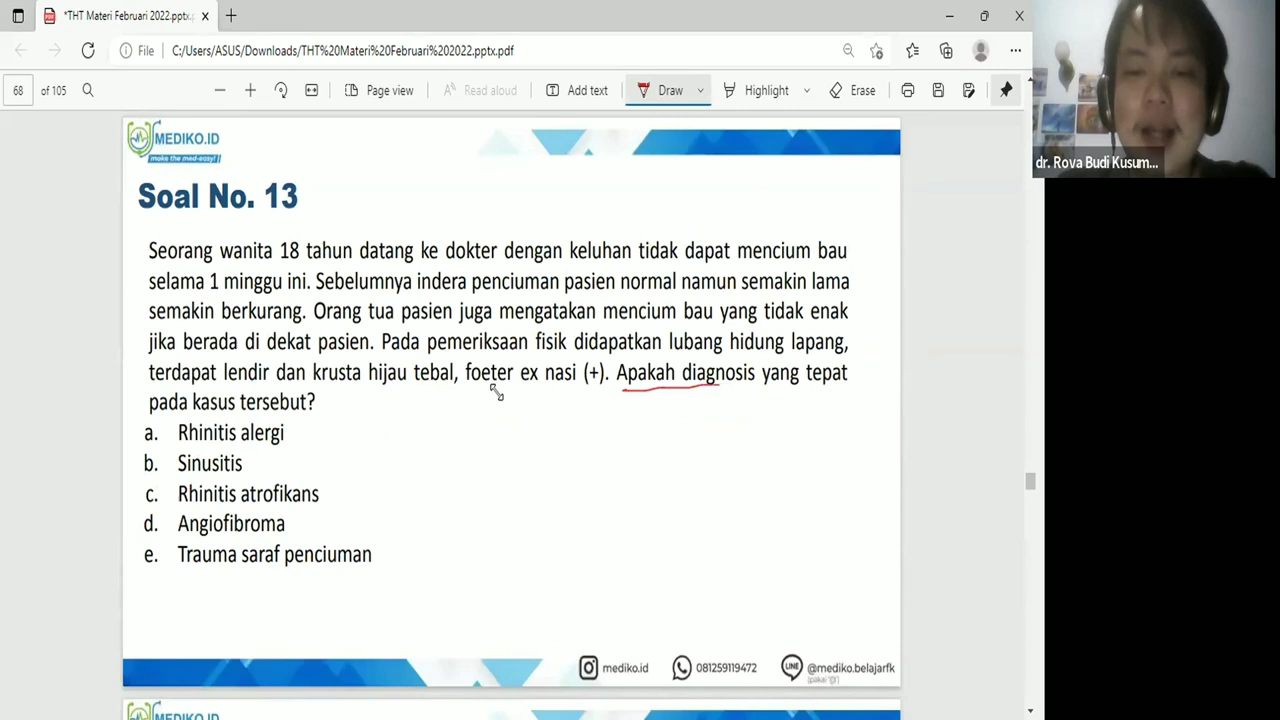 *THT Materi Februari 2022.pptx.p
File C:/Users/ASUS/Downloads/THT%20Materi%20Februari%202022.pptx.pdf
68 of 105 Page view Read aloud Add text Draw Highlight Erase
dr. Rova Budi Kusum...
MEDIKO.ID
make the med-easy!
Soal No. 13
Seorang wanita 18 tahun datang ke dokter dengan keluhan tidak dapat mencium bau
selama 1 minggu ini. Sebelumnya indera penciuman pasien normal namun semakin lama
semakin berkurang. Orang tua pasien juga mengatakan mencium bau yang tidak enak
jika berada di dekat pasien. Pada pemeriksaan fisik didapatkan lubang hidung lapang,
terdapat lendir dan krusta hijau tebal, foeter ex nasi (+). Apakah diagnosis yang tepat
pada kasus tersebut?
a. Rhinitis alergi
b. Sinusitis
c. Rhinitis atrofikans
d. Angiofibroma
e. Trauma saraf penciuman
mediko.id 081259119472 @mediko.belajarfk
(pakai "@")
MEDIKO.ID